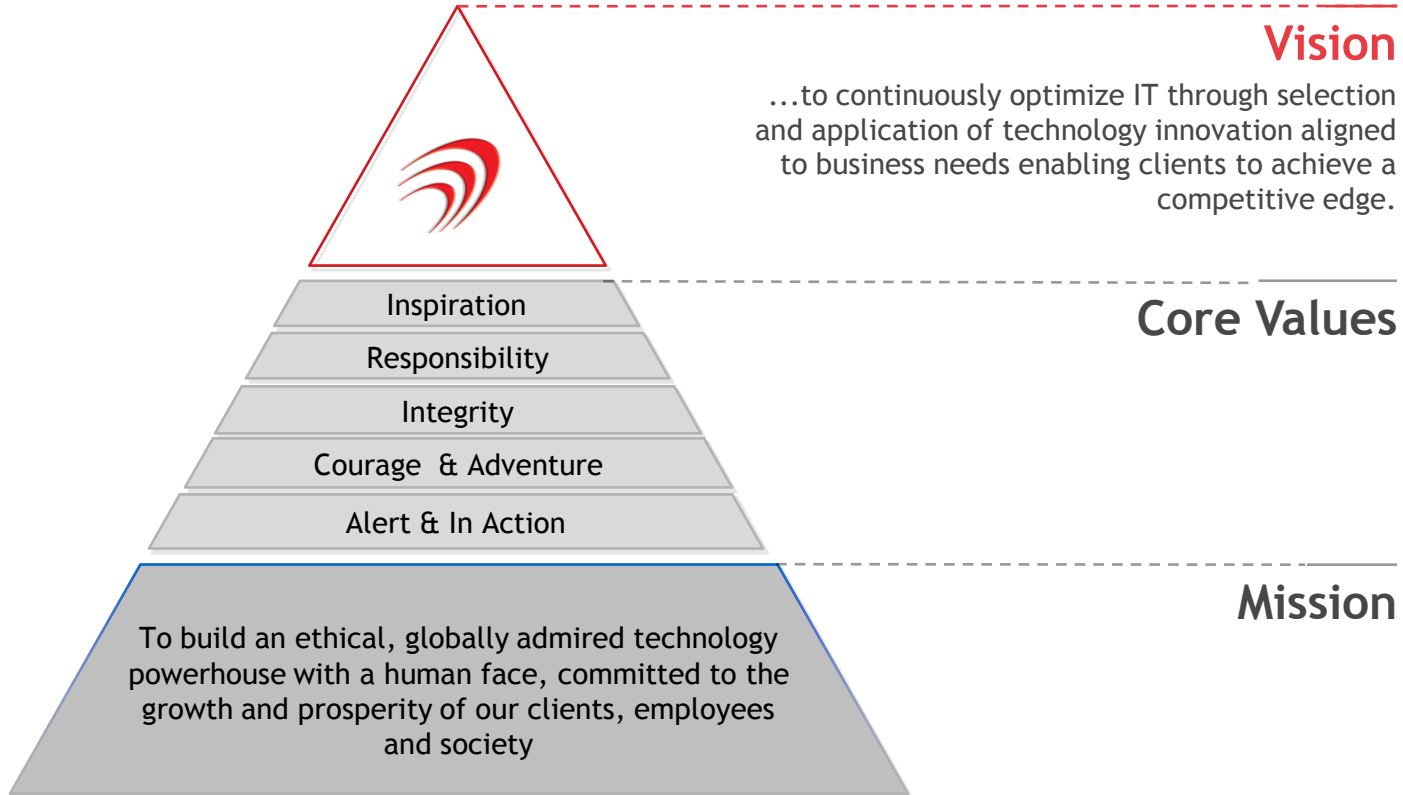 Vision
...to continuously optimize IT through selection
and application of technology innovation aligned
to business needs enabling clients to achieve a
competitive edge.
Core Values
Inspiration
Responsibility
Integrity
Courage & Adventure
Alert & In Action
Mission
To build an ethical, globally admired technology
powerhouse with a human face, committed to the
growth and prosperity of our clients, employees
and society